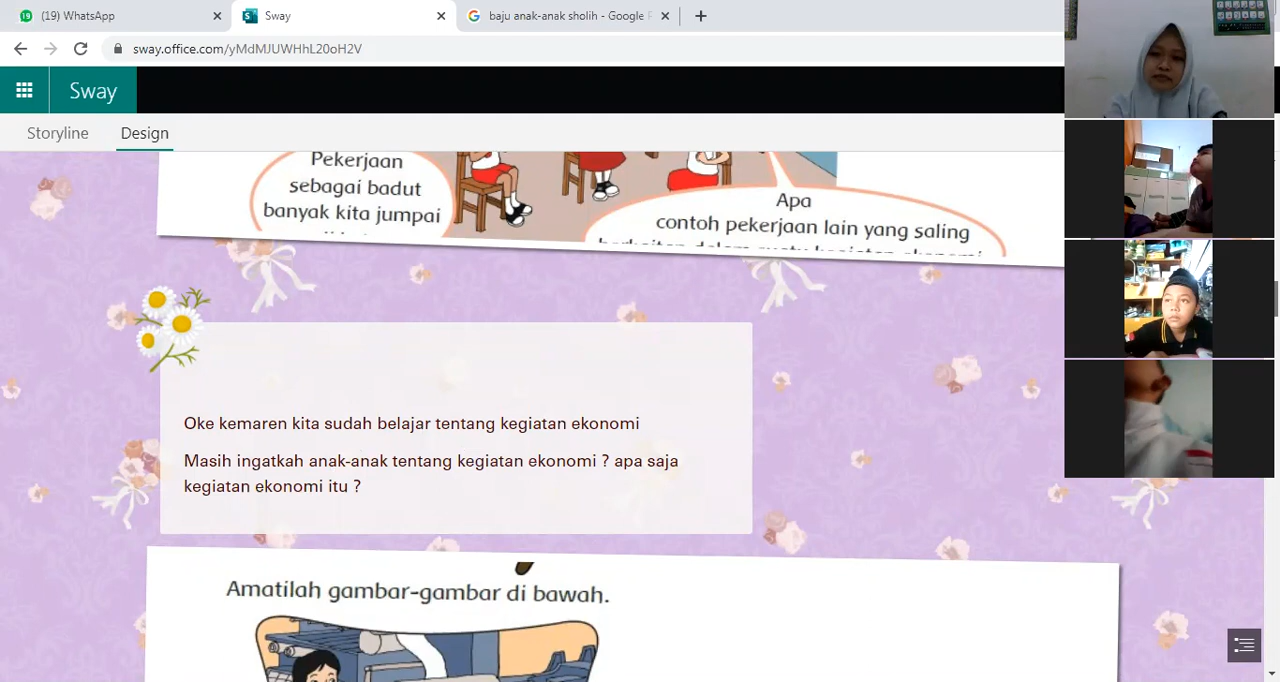 (19) WhatsApp
Sway
baju anak-anak sholih - Google
sway.office.com/yMdMJUWHhL20oH2V
Sway
Storyline
Design
Pekerjaan
sebagai badut
banyak kita jumpai
Apa
contoh pekerjaan lain yang saling
Oke kemaren kita sudah belajar tentang kegiatan ekonomi
Masih ingatkah anak-anak tentang kegiatan ekonomi ? apa saja
kegiatan ekonomi itu ?
Amatilah gambar-gambar di bawah.